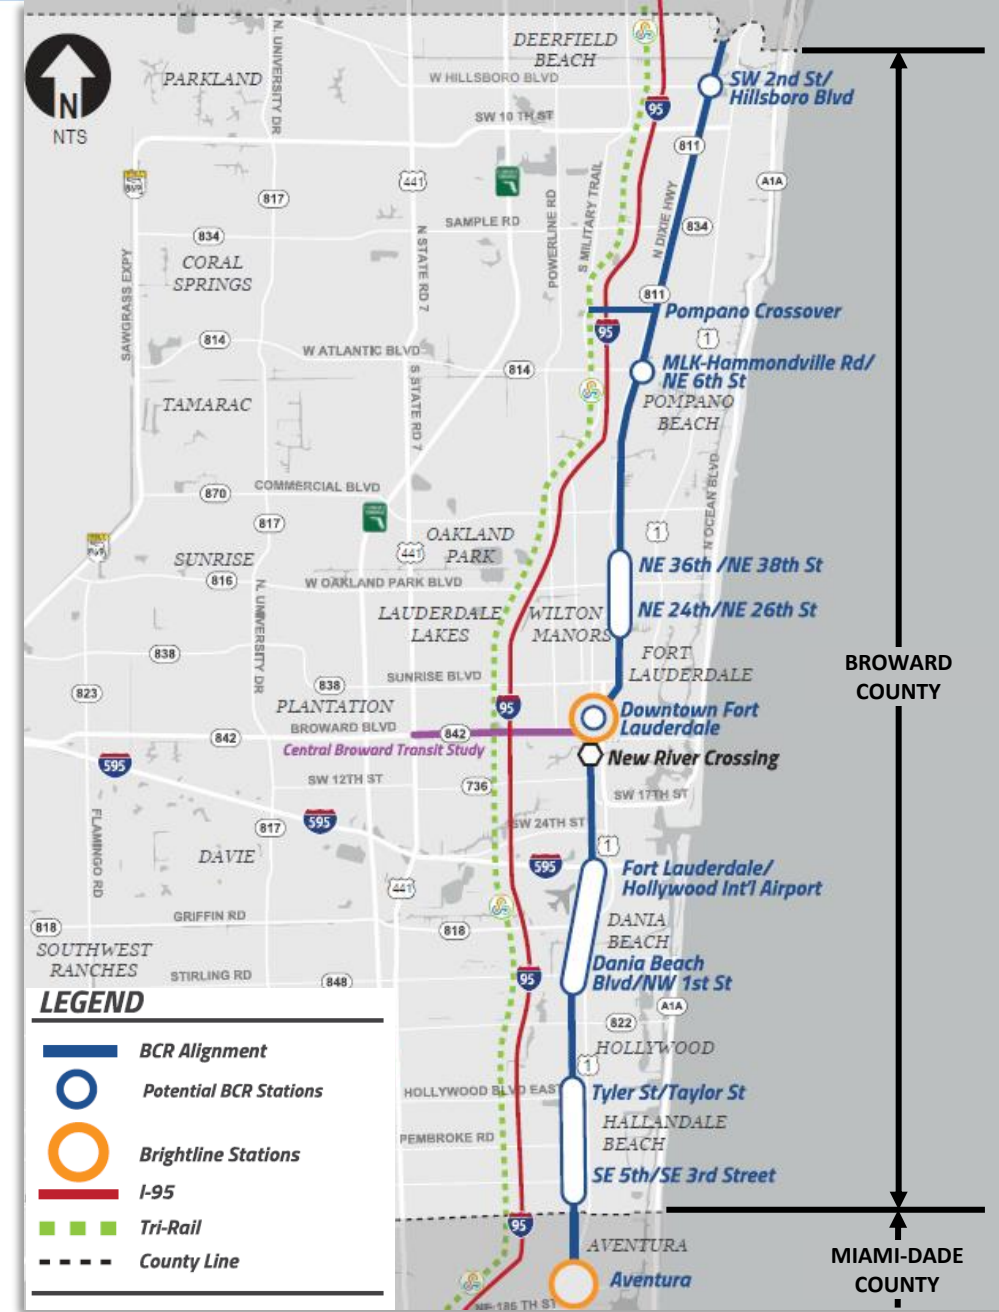 N
NTS
PARKLAND
N. UNIVERSITY DR
DEERFIELD
BEACH
W HILLSBORO BLVD
SW 10 TH ST
95
SW 2nd St/
Hillsboro Blvd
811
441
A1A
817
834
SAMPLE RD
POWERLINE RD
S MILITARY TRAIL
N DIXIE HWY
834
CORAL
SPRINGS
N STATE RD 7
SAWGRASS EXPY
811
Pompano Crossover
95
1
814
W ATLANTIC BLVD
814
MLK-Hammondville Rd/
NE 6th St
S STATE RD 7
TAMARAC
POMPANO
BEACH
870
COMMERCIAL BLVD
N OCEAN BLVD
817
1
OAKLAND
PARK
441
SUNRISE
816
W OAKLAND PARK BLVD
NE 36th /NE 38th St
NE 24th/NE 26th St
N. UNIVERSITY DR
LAUDERDALE
LAKES
WILTON
MANORS
838
FORT
LAUDERDALE
BROWARD
COUNTY
SUNRISE BLVD
823
838
PLANTATION
95
Downtown Fort
Lauderdale
BROWARD BLVD
842
842
Central Broward Transit Study
New River Crossing
595
SW 12TH ST
736
SW 17TH ST
FLAMINGO RD
817
595
SW 24TH ST
1
DAVIE
595
Fort Lauderdale/
Hollywood Int'l Airport
441
GRIFFIN RD
818
818
DANIA
BEACH
SOUTHWEST
RANCHES
STIRLING RD
848
95
Dania Beach
Blvd/NW 1st St
A1A
822
HOLLYWOOD
1
HOLLYWOOD BLVD EAST
Tyler St/Taylor St
HALLANDALE
BEACH
PEMBROKE RD
SE 5th/SE 3rd Street
95
AVENTURA
MIAMI-DADE
COUNTY
Aventura
NE 186 TH ST
LEGEND
BCR Alignment
Potential BCR Stations
Brightline Stations
I-95
Tri-Rail
County Line